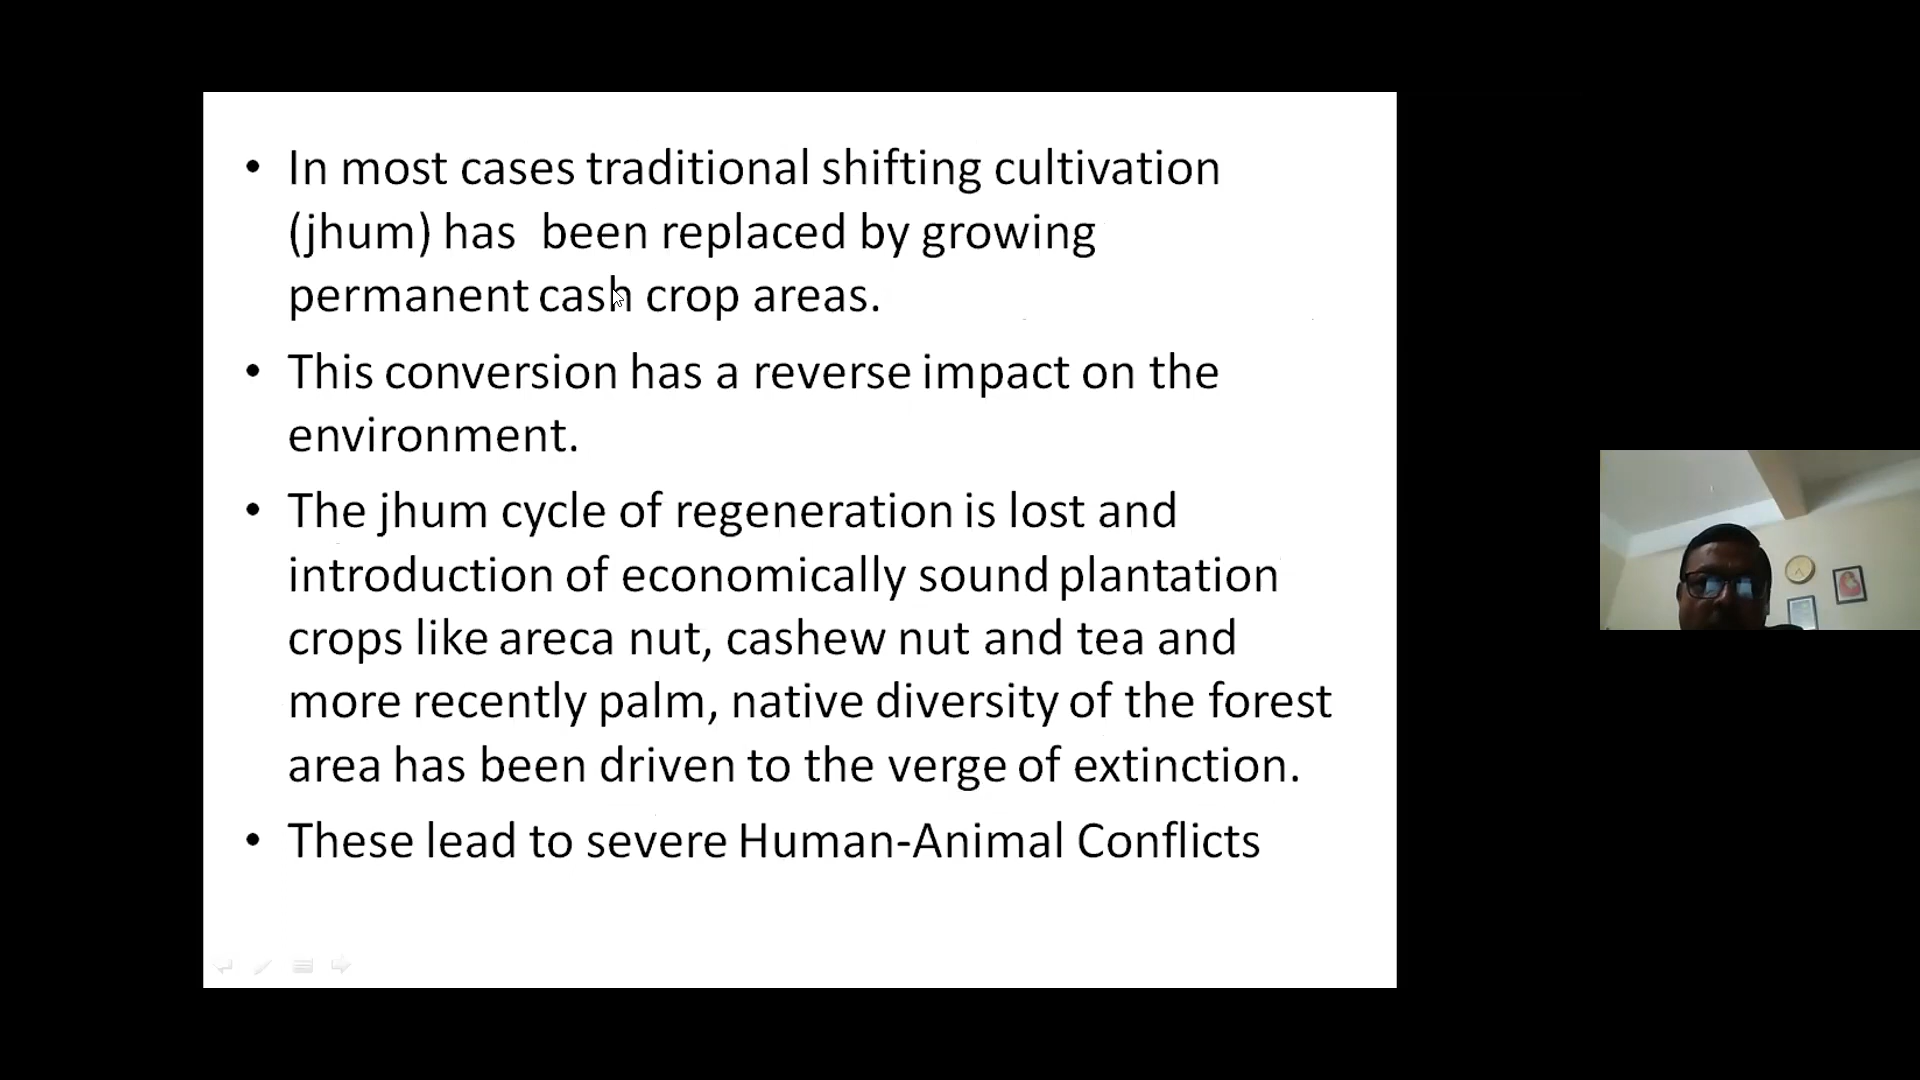 • In most cases traditional shifting cultivation
(jhum) has  been replaced by growing
permanent cash crop areas.
• This conversion has a reverse impact on the
environment.
• The jhum cycle of regeneration is lost and
introduction of economically sound plantation
crops like areca nut, cashew nut and tea and
more recently palm, native diversity of the forest
area has been driven to the verge of extinction.
• These lead to severe Human-Animal Conflicts